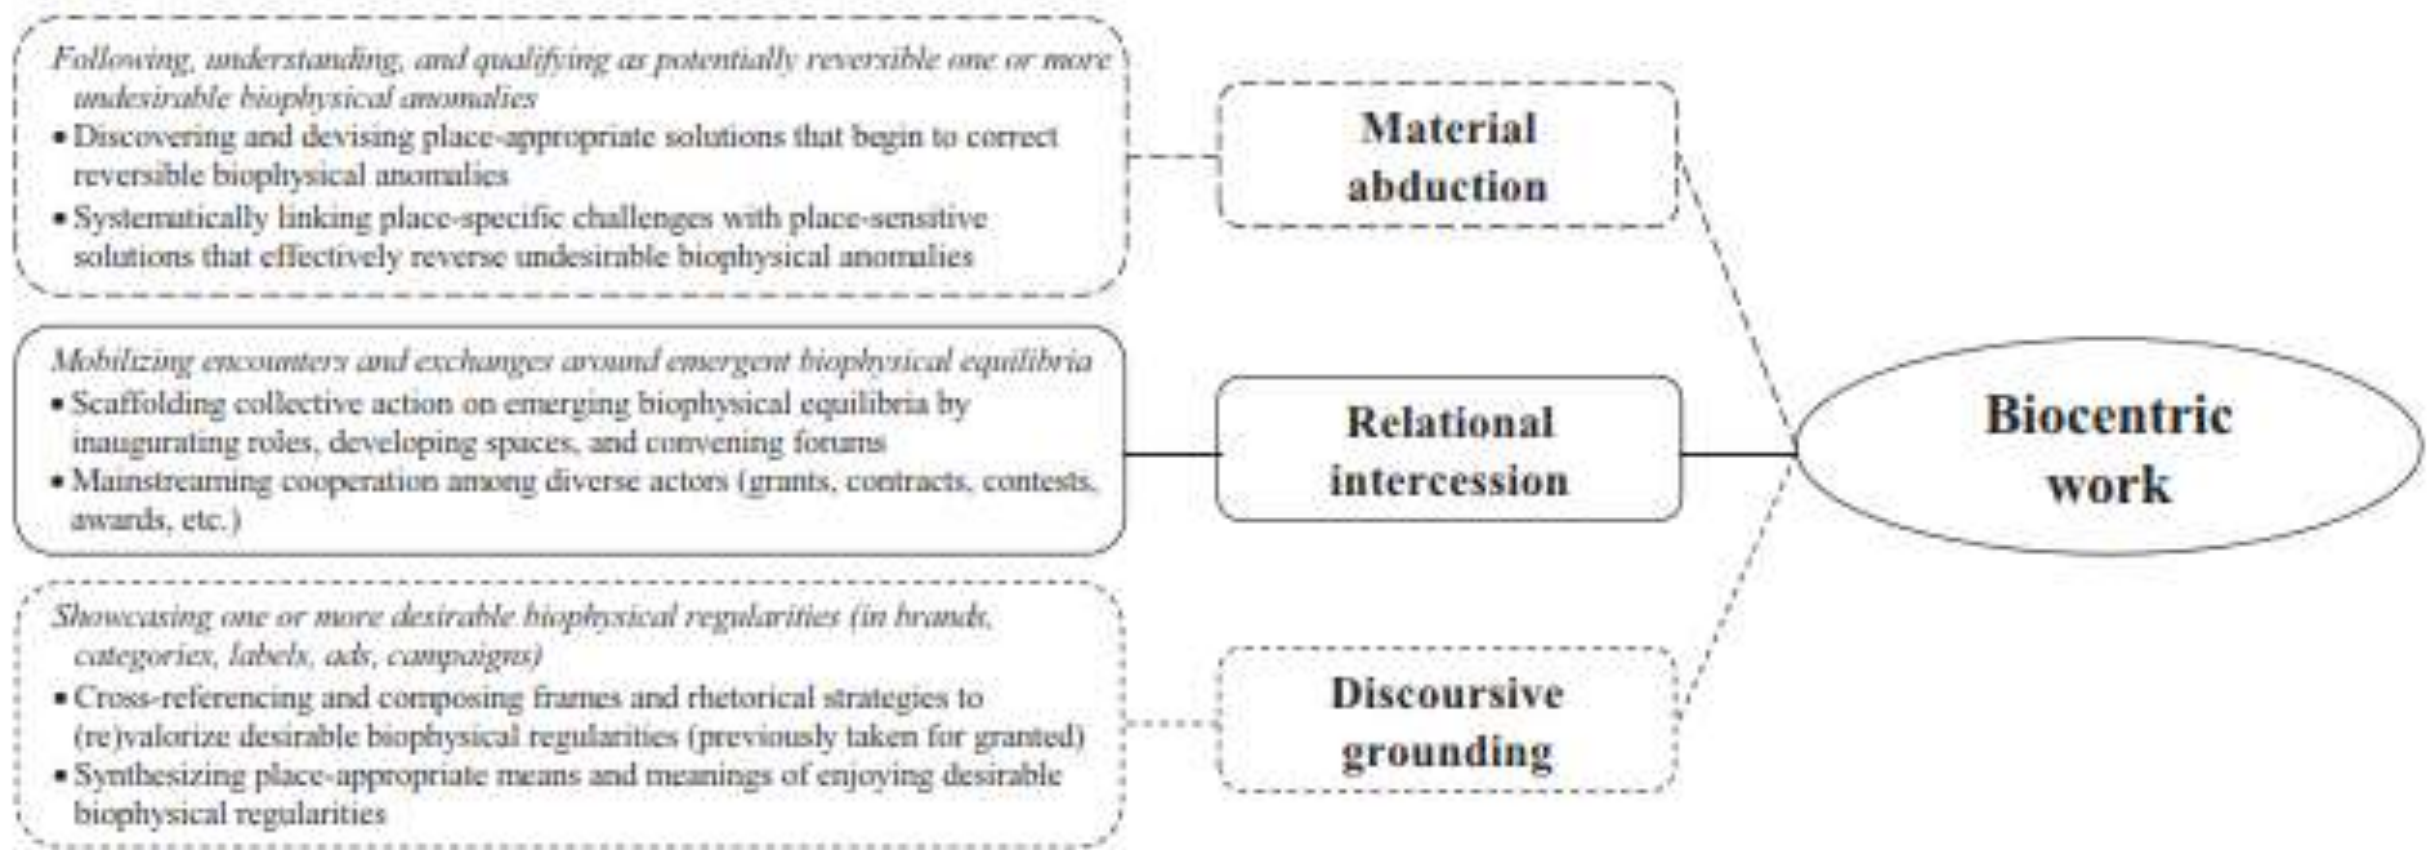 Following, understanding, and qualifying as potentially reversible one or more
undesirable biophysical anomalies
• Discovering and devising place-appropriate solutions that begin to correct
reversible biophysical anomalies
• Systematically linking place-specific challenges with place-sensitive
solutions that effectively reverse undesirable biophysical anomalies
Material
abduction
Mobilizing encounters and exchanges around emergent biophysical equilibria
• Scaffolding collective action on emerging biophysical equilibria by
inaugurating roles, developing spaces, and convening forums
• Mainstreaming cooperation among diverse actors (grants, contracts, contests,
awards, etc.)
Relational
intercession
Biocentric
work
Showcasing one or more desirable biophysical regularities (in brands,
categories, labels, ads, campaigns)
• Cross-referencing and composing frames and rhetorical strategies to
(re)valorize desirable biophysical regularities (previously taken for granted)
• Synthesizing place-appropriate means and meanings of enjoying desirable
biophysical regularities
Discoursive
grounding